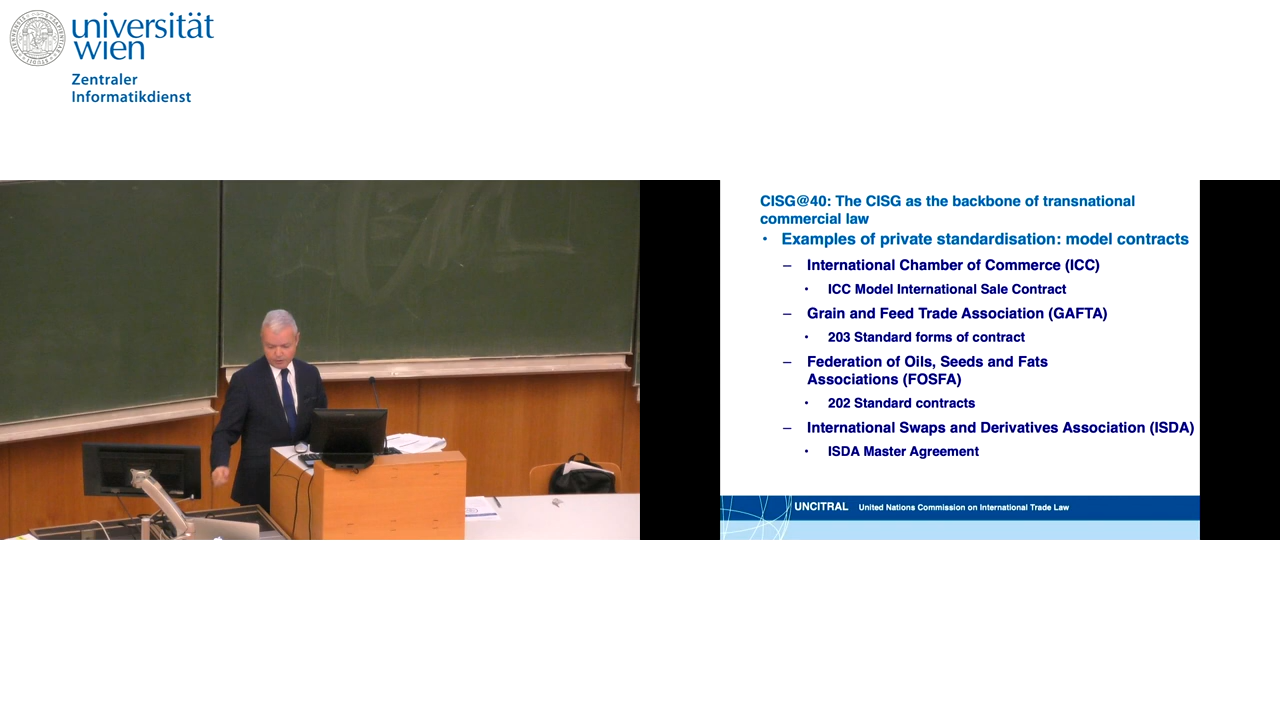 universität
wien
Zentraler
Informatikdienst
CISG@40: The CISG as the backbone of transnational
commercial law
• Examples of private standardisation: model contracts
– International Chamber of Commerce (ICC)
• ICC Model International Sale Contract
– Grain and Feed Trade Association (GAFTA)
• 203 Standard forms of contract
– Federation of Oils, Seeds and Fats
Associations (FOSFA)
• 202 Standard contracts
– International Swaps and Derivatives Association (ISDA)
• ISDA Master Agreement
UNCITRAL United Nations Commission on International Trade Law